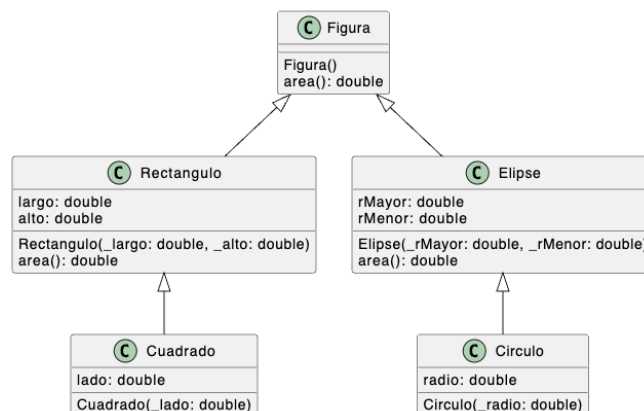 C Figura
Figura()
area(): double
C Rectangulo
largo: double
alto: double
Rectangulo(_largo: double, _alto: double)
area(): double
C Elipse
rMayor: double
rMenor: double
Elipse(_rMayor: double, _rMenor: double)
area(): double
C Cuadrado
lado: double
Cuadrado(_lado: double)
C Circulo
radio: double
Circulo(_radio: double)